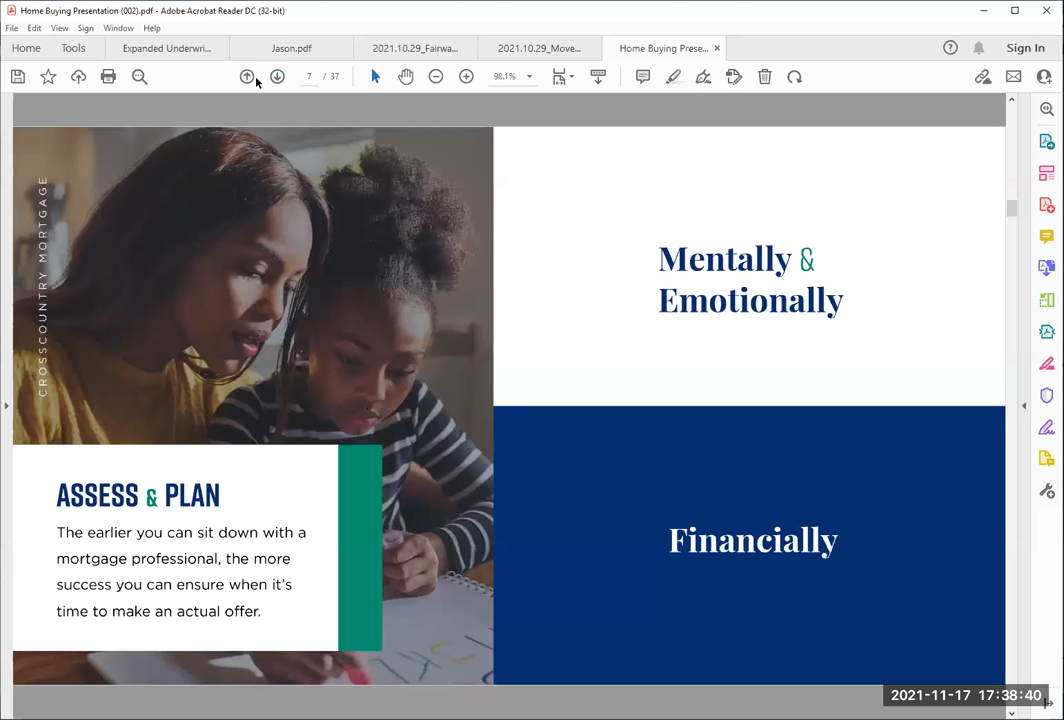 Home Buying Presentation (002).pdf - Adobe Acrobat Reader DC (32-bit)
File Edit View Sign Window Help
Home Tools Expanded Underwri... Jason.pdf 2021.10.29_Fairwa... 2021.10.29_Move... Home Buying Prese... × Sign In
7 / 37 98.1%
CROSSCOUNTRY MORTGAGE
Mentally &
Emotionally
ASSESS & PLAN
The earlier you can sit down with a
mortgage professional, the more
success you can ensure when it's
time to make an actual offer.
Financially
2021-11-17 17:38:40